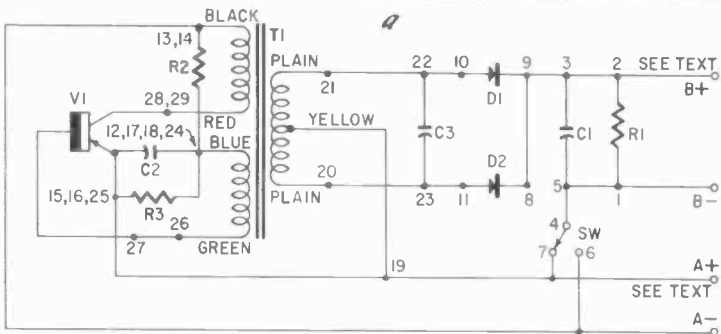 a
BLACK
13,14
T1
R2
PLAIN
21
22
10
9
3
2
SEE TEXT
B+
D1
V1
28,29
RED
YELLOW
12,17,18,24
BLUE
C2
C3
C1
R1
D2
15,16,25
R3
20
PLAIN
23
11
8
5
1
B-
4
SW
26
27
GREEN
7
6
19
A+
SEE TEXT
A-